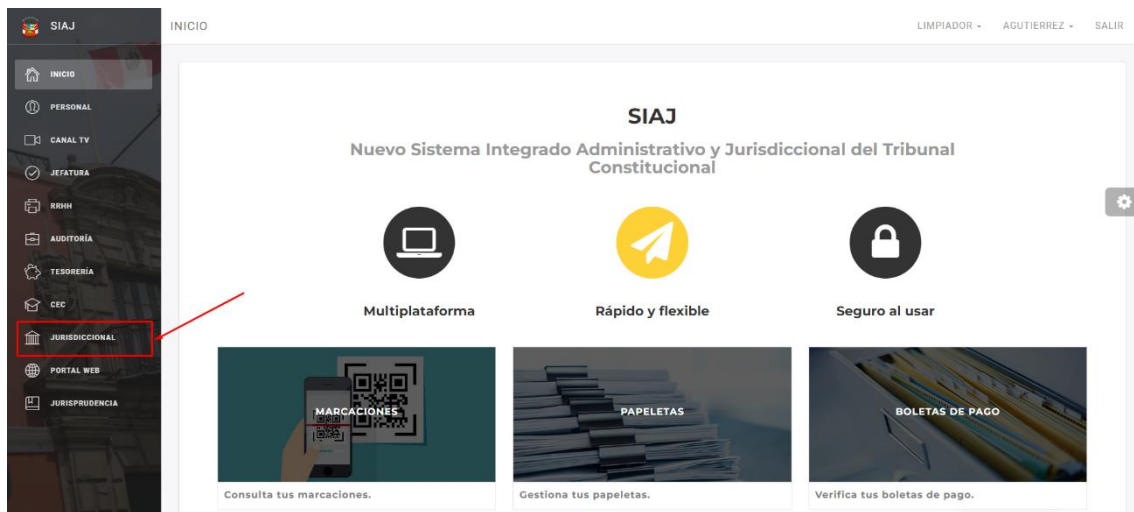 SIAJ
INICIO
LIMPIADOR
AGUTIERREZ
SALIR
INICIO
PERSONAL
CANAL TV
JEFATURA
RRHH
AUDITORÍA
TESORERÍA
CEC
JURISDICCIONAL
PORTAL WEB
JURISPRUDENCIA
SIAJ
Nuevo Sistema Integrado Administrativo y Jurisdiccional del Tribunal
Constitucional
Multiplataforma
Rápido y flexible
Seguro al usar
MARCACIONES
PAPELETAS
BOLETAS DE PAGO
Consulta tus marcaciones.
Gestiona tus papeletas.
Verifica tus boletas de pago.